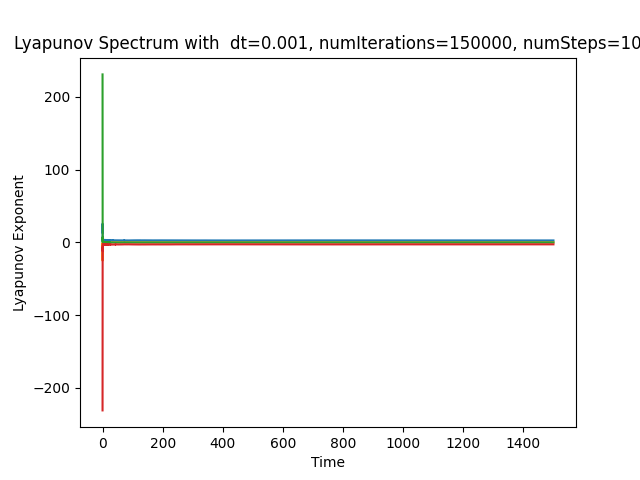 Lyapunov Spectrum with  dt=0.001, numIterations=150000, numSteps=10
200
100
0
−100
−200
Lyapunov Exponent
0 200 400 600 800 1000 1200 1400
Time